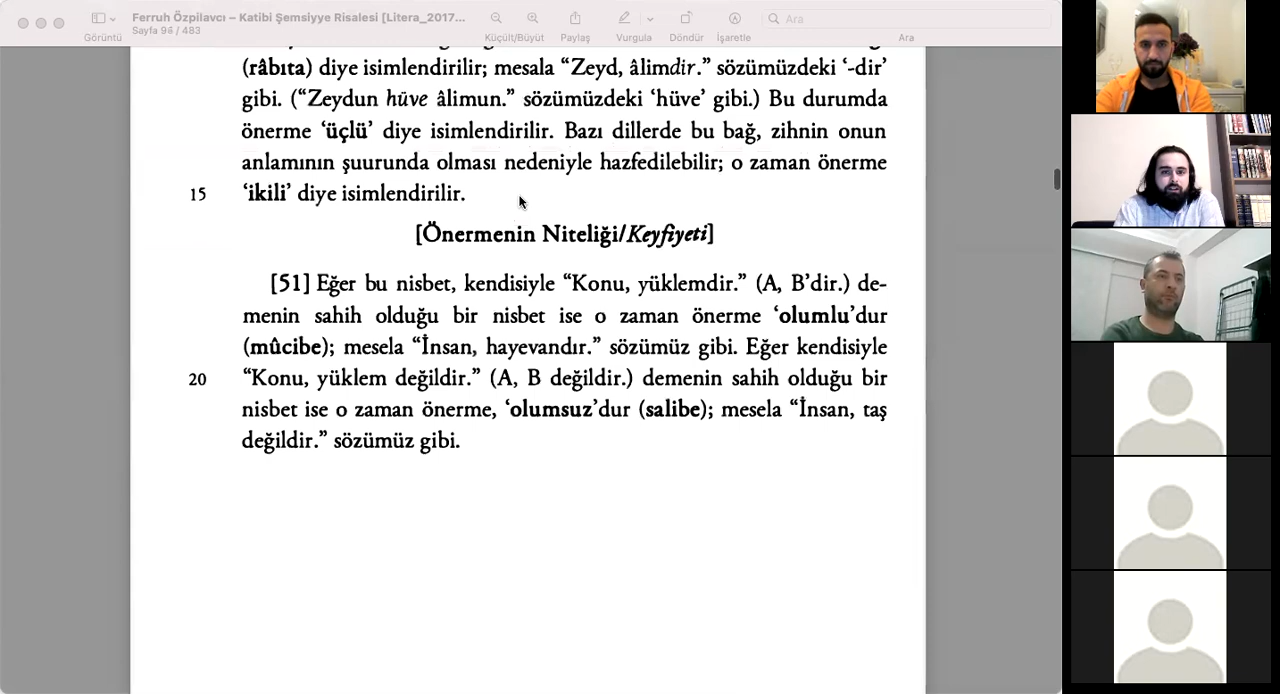 Ferruh Özpilavcı – Katibi Şemsiyye Risalesi [Litera_2017...
Sayfa 96 / 483
Görüntü
Küçült/Büyüt
Paylaş
Vurgula
Döndür
İşaretle
Ara
Ara
(râbıta) diye isimlendirilir; mesala “Zeyd, âlimdir.” sözümüzdeki ‘-dir’
gibi. (“Zeydun hüve âlimun.” sözümüzdeki ‘hüve’ gibi.) Bu durumda
önerme ‘üçlü’ diye isimlendirilir. Bazı dillerde bu bağ, zihnin onun
anlamının şuurunda olması nedeniyle hazfedilebilir; o zaman önerme
15 ‘ikili’ diye isimlendirilir.
[Önermenin Niteliği/Keyfiyeti]
[51] Eğer bu nisbet, kendisiyle “Konu, yüklemdir.” (A, B’dir.) de-
menin sahih olduğu bir nisbet ise o zaman önerme ‘olumlu’dur
(mûcibe); mesela “İnsan, hayevandır.” sözümüz gibi. Eğer kendisiyle
20 “Konu, yüklem değildir.” (A, B değildir.) demenin sahih olduğu bir
nisbet ise o zaman önerme, ‘olumsuz’dur (salibe); mesela “İnsan, taş
değildir.” sözümüz gibi.